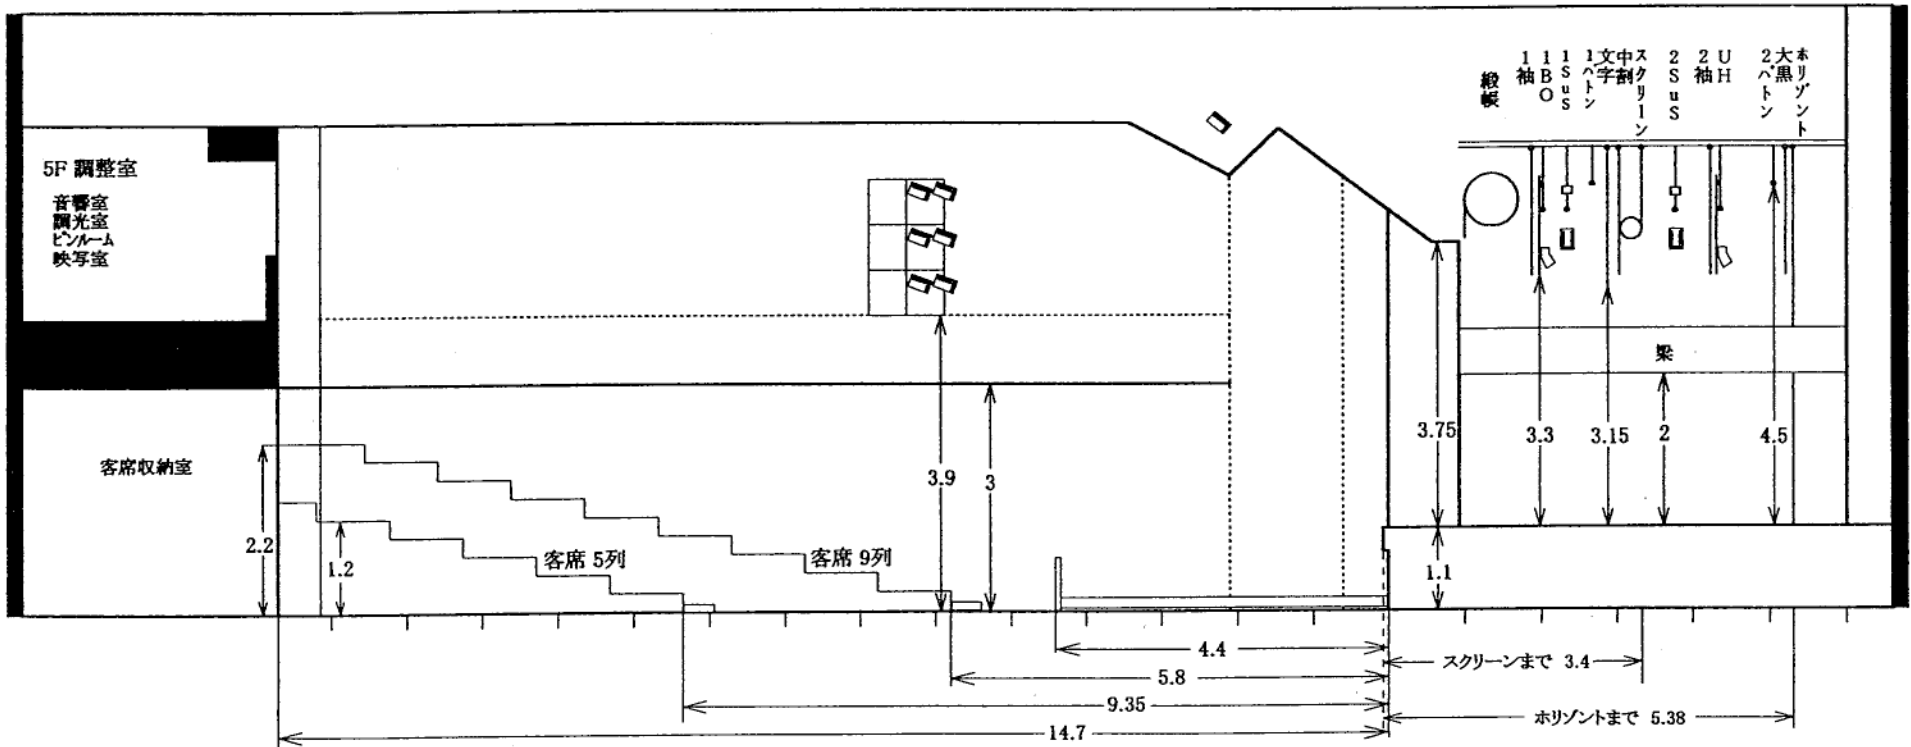 5F 調整室
音響室
調光室
ピンルーム
映写室
客席収納室
緞帳
1袖
1BO
1SuS
1バトン
文字
中割
スクリーン
2SuS
2袖
UH
2バトン
大黒
ホリゾント
梁
客席 5列
客席 9列
2.2
1.2
3.9
3
3.75
3.3
3.15
2
4.5
1.1
4.4
スクリーンまで 3.4
5.8
9.35
ホリゾントまで 5.38
14.7